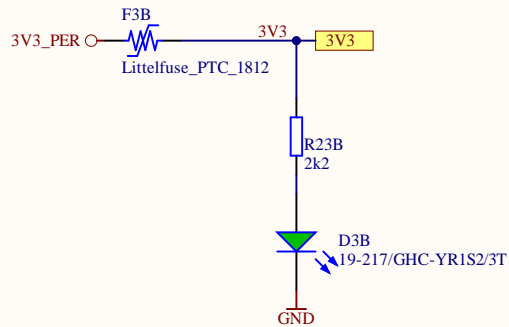 F3B
3V3_PER
3V3
3V3
Littelfuse_PTC_1812
R23B
2k2
D3B
19-217/GHC-YR1S2/3T
GND